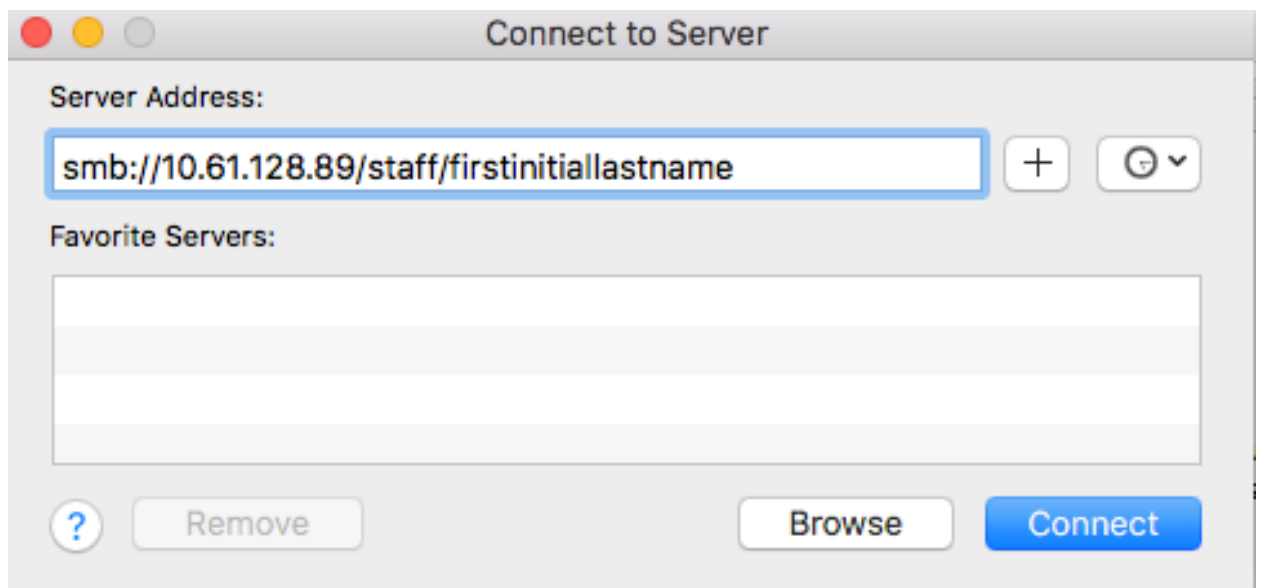 Connect to Server
Server Address:
smb://10.61.128.89/staff/firstinitiallastname
Favorite Servers:
? Remove Browse Connect